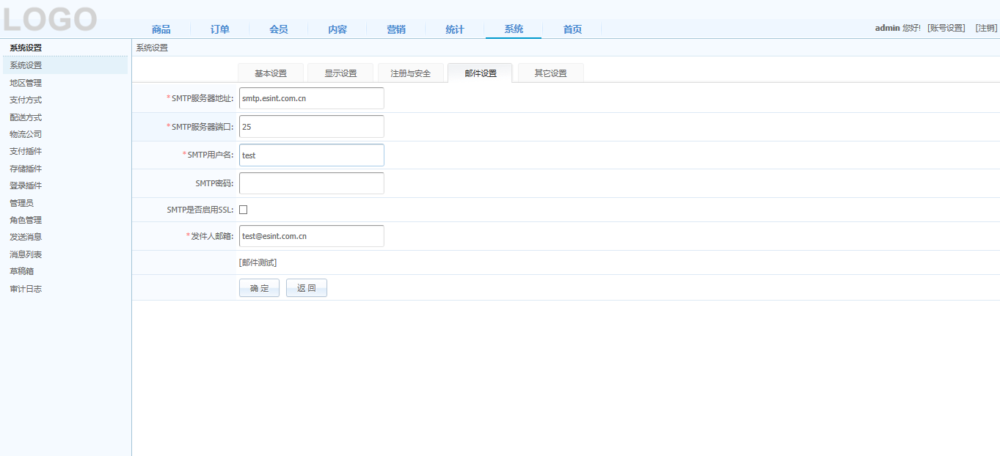 LOGO
商品 订单 会员 内容 营销 统计 系统 首页
admin 您好! [账号设置] [注销]
系统设置
系统设置
地区管理
支付方式
配送方式
物流公司
支付插件
存储插件
登录插件
管理员
角色管理
发送消息
消息列表
草稿箱
审计日志
系统设置
基本设置 显示设置 注册与安全 邮件设置 其它设置
*SMTP服务器地址: smtp.esint.com.cn
*SMTP服务器端口: 25
*SMTP用户名: test
SMTP密码:
SMTP是否启用SSL:
*发件人邮箱: test@esint.com.cn
[邮件测试]
确 定 返 回